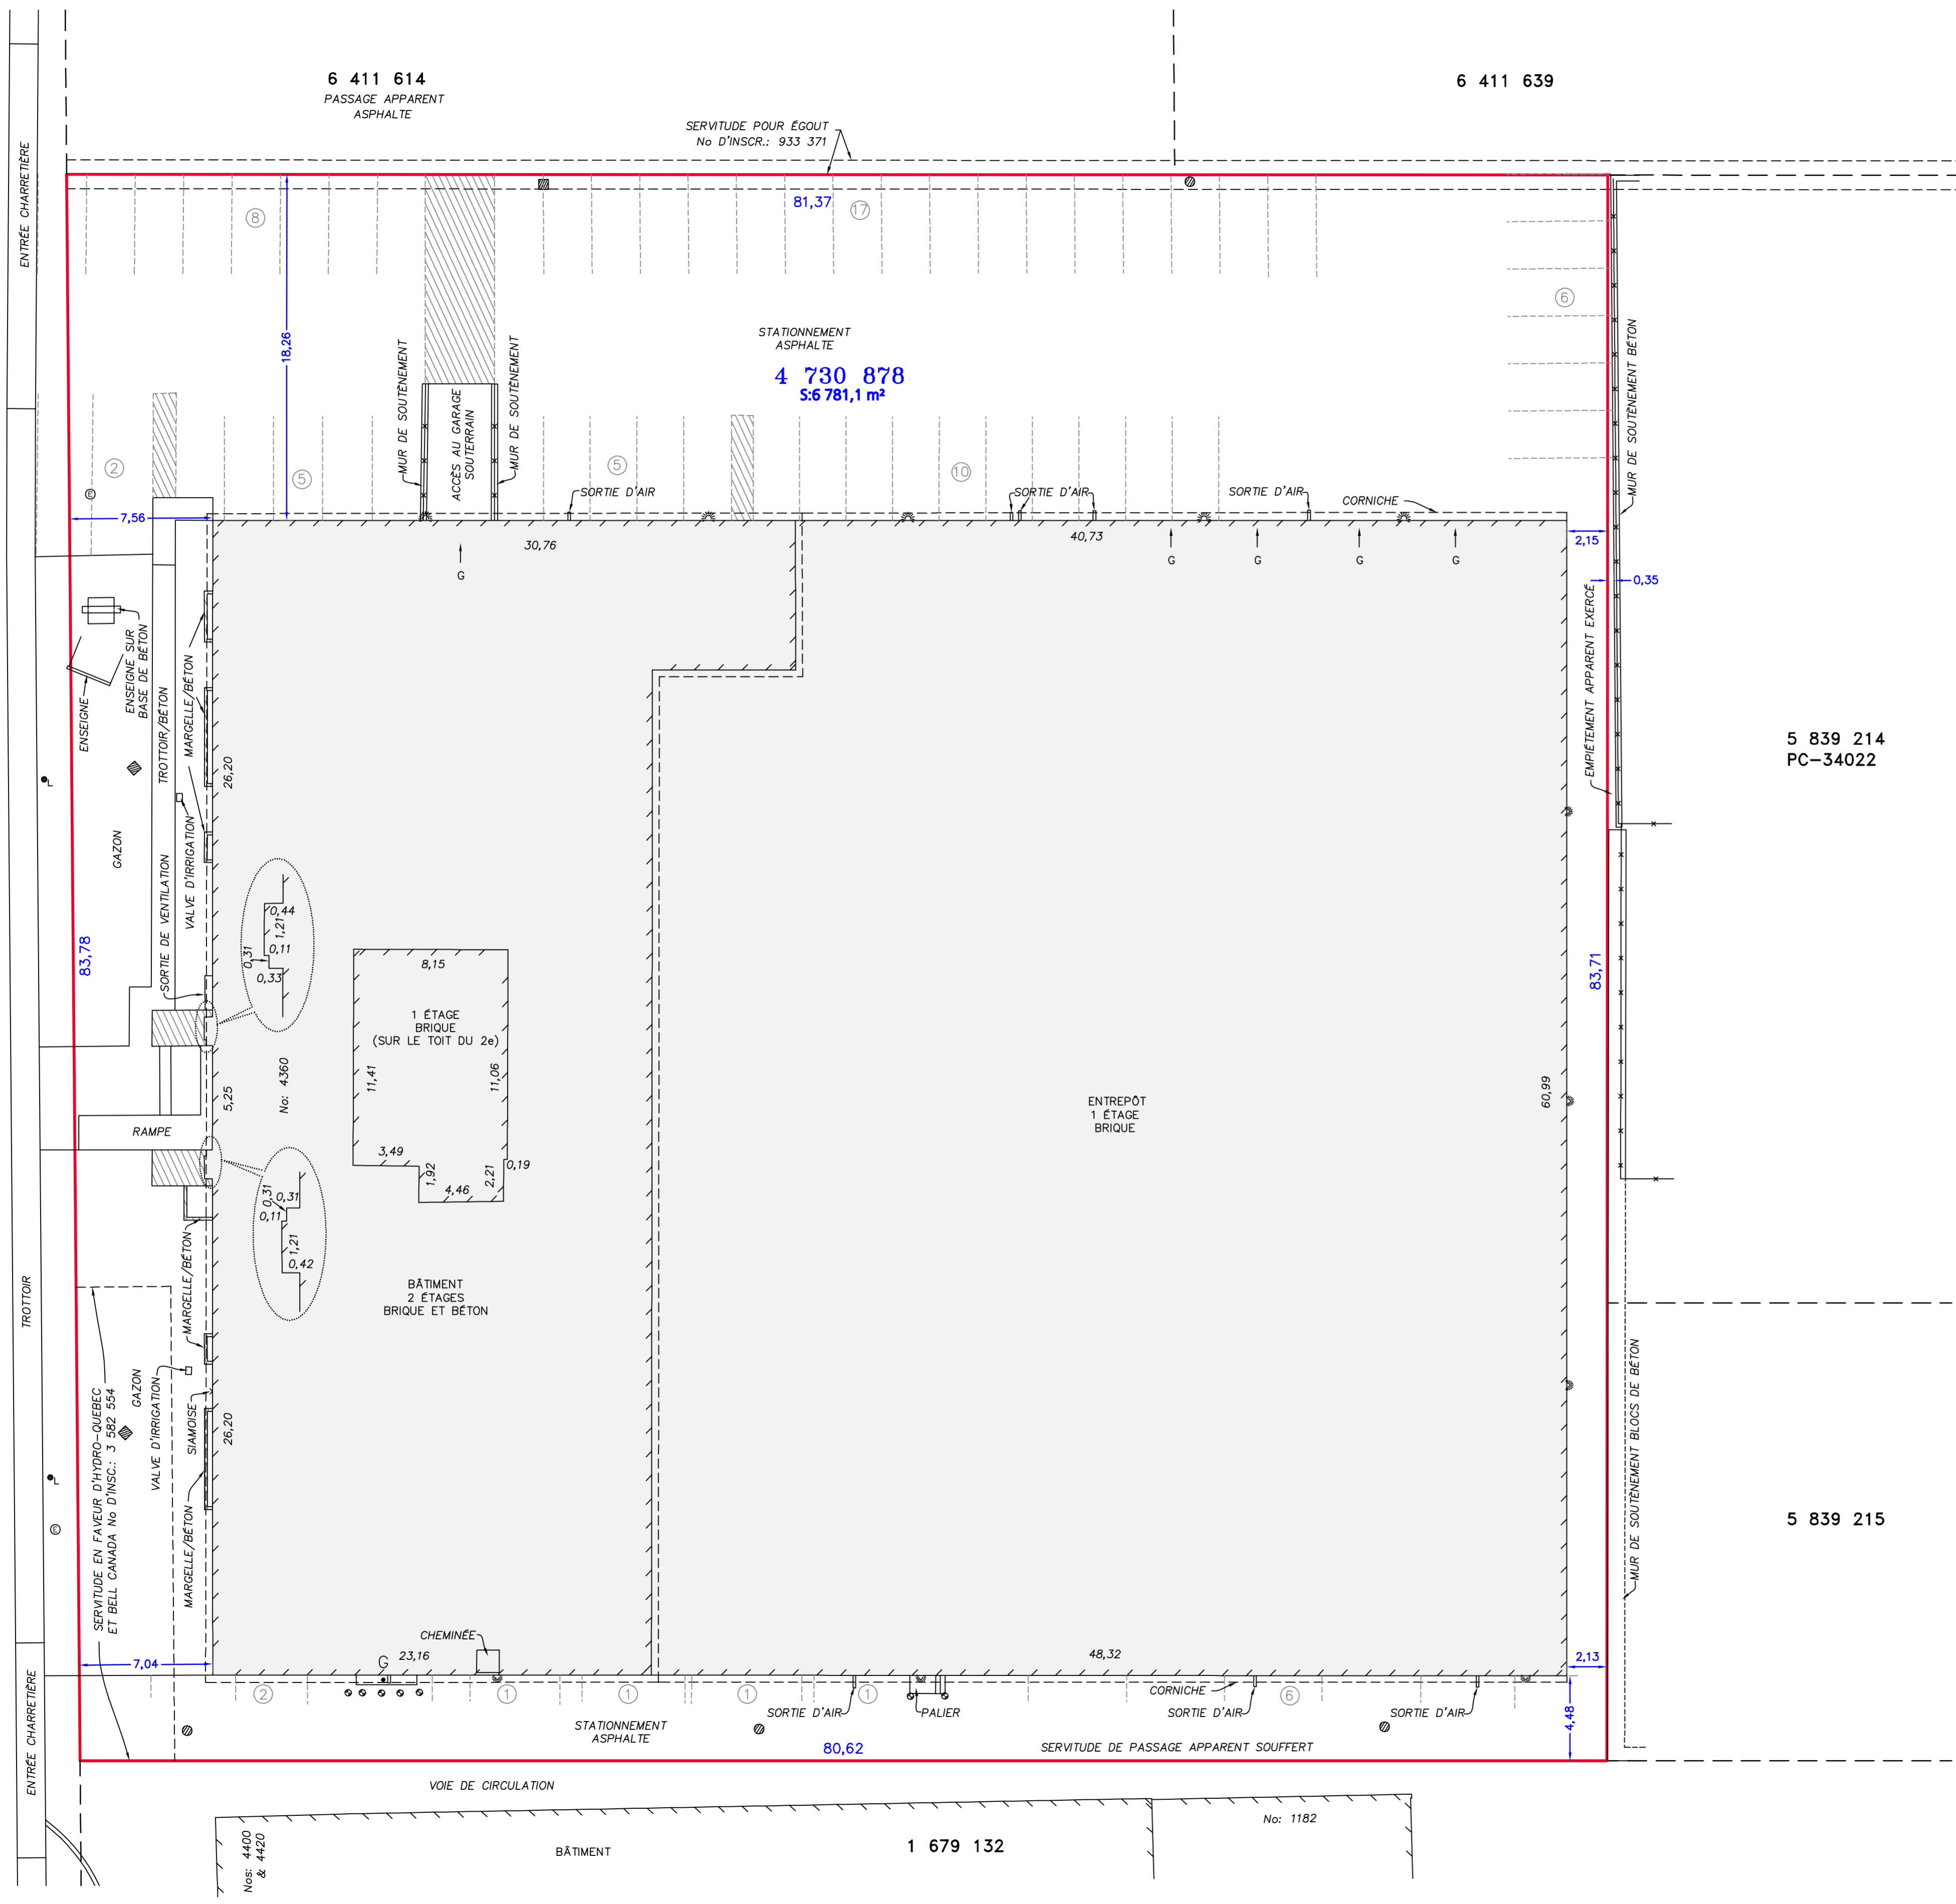 6 411 614
PASSAGE APPARENT
ASPHALTE
6 411 639
SERVITUDE POUR ÉGOUT
No D'INSCR.: 933 371
ENTRÉE CHARRETIÈRE
81,37
8
17
6
18,26
STATIONNEMENT
ASPHALTE
4 730 878
S:6 781,1 m²
MUR DE SOUTÈNEMENT
ACCÈS AU GARAGE
SOUTERRAIN
MUR DE SOUTÈNEMENT
MUR DE SOUTÈNEMENT BÉTON
2
5
5
10
E
SORTIE D'AIR
SORTIE D'AIR
SORTIE D'AIR
CORNICHE
7,56
30,76
40,73
2,15
G
G
G
G
G
0,35
EMPIÉTEMENT APPARENT EXERCÉ
ENSEIGNE
ENSEIGNE SUR
BASE DE BÉTON
TROTTOIR/BÉTON
MARGELLE/BÉTON
26,20
5 839 214
PC-34022
L
GAZON
SORTIE DE VENTILATION
VALVE D'IRRIGATION
83,78
0,44
1,21
0,11
0,31
0,33
8,15
1 ÉTAGE
BRIQUE
(SUR LE TOIT DU 2e)
11,41
11,06
3,49
1,92
4,46
2,21
0,19
83,71
60,99
No: 4360
5,25
RAMPE
ENTREPÔT
1 ÉTAGE
BRIQUE
0,31
0,31
0,11
1,21
0,42
BÂTIMENT
2 ÉTAGES
BRIQUE ET BÉTON
TROTTOIR
MARGELLE/BÉTON
SERVITUDE EN FAVEUR D'HYDRO-QUEBEC
ET BELL CANADA No D'INSC.: 3 582 554
GAZON
VALVE D'IRRIGATION
SIAMOISE
MARGELLE/BÉTON
26,20
L
E
MUR DE SOUTÈNEMENT BLOCS DE BÉTON
5 839 215
ENTRÉE CHARRETIÈRE
7,04
CHEMINÉE
G
23,16
48,32
2,13
4,48
2
1
1
1
1
6
SORTIE D'AIR
PALIER
CORNICHE
SORTIE D'AIR
SORTIE D'AIR
STATIONNEMENT
ASPHALTE
80,62
SERVITUDE DE PASSAGE APPARENT SOUFFERT
VOIE DE CIRCULATION
Nos: 4400
& 4420
BÂTIMENT
1 679 132
No: 1182